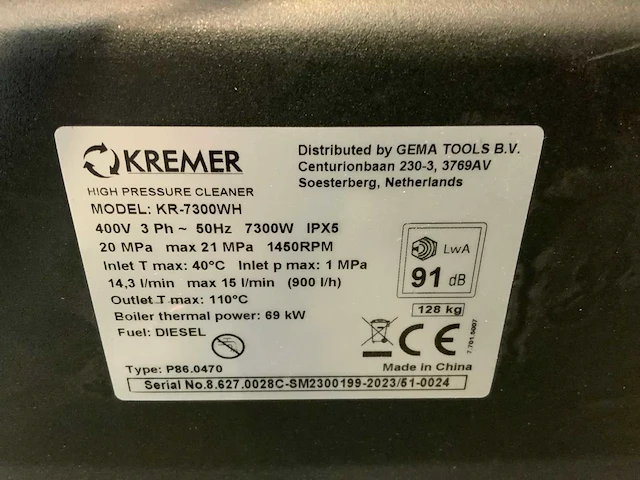 KREMER
HIGH PRESSURE CLEANER
MODEL: KR-7300WH
400V 3 Ph ~ 50Hz 7300W IPX5
20 MPa max 21 MPa 1450RPM
Inlet T max: 40°C Inlet p max: 1 MPa
14,3 l/min max 15 l/min (900 l/h)
Outlet T max: 110°C
Boiler thermal power: 69 kW
Fuel: DIESEL
Type: P86.0470
Distributed by GEMA TOOLS B.V.
Centurionbaan 230-3, 3769AV
Soesterberg, Netherlands
LwA
91 dB
128 kg
CE
7.701.5007
Made in China
Serial No.8.627.0028C-SM2300199-2023/51-0024